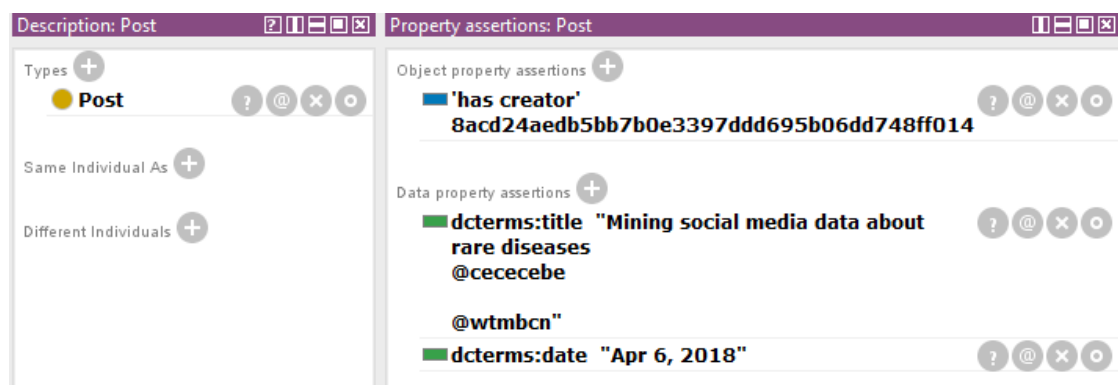 Description: Post
Types
Post
Same Individual As
Different Individuals
Property assertions: Post
Object property assertions
'has creator'
8acd24aedb5bb7b0e3397ddd695b06dd748ff014
Data property assertions
dcterms:title "Mining social media data about
rare diseases
@cececebe
@wtmbcn"
dcterms:date "Apr 6, 2018"